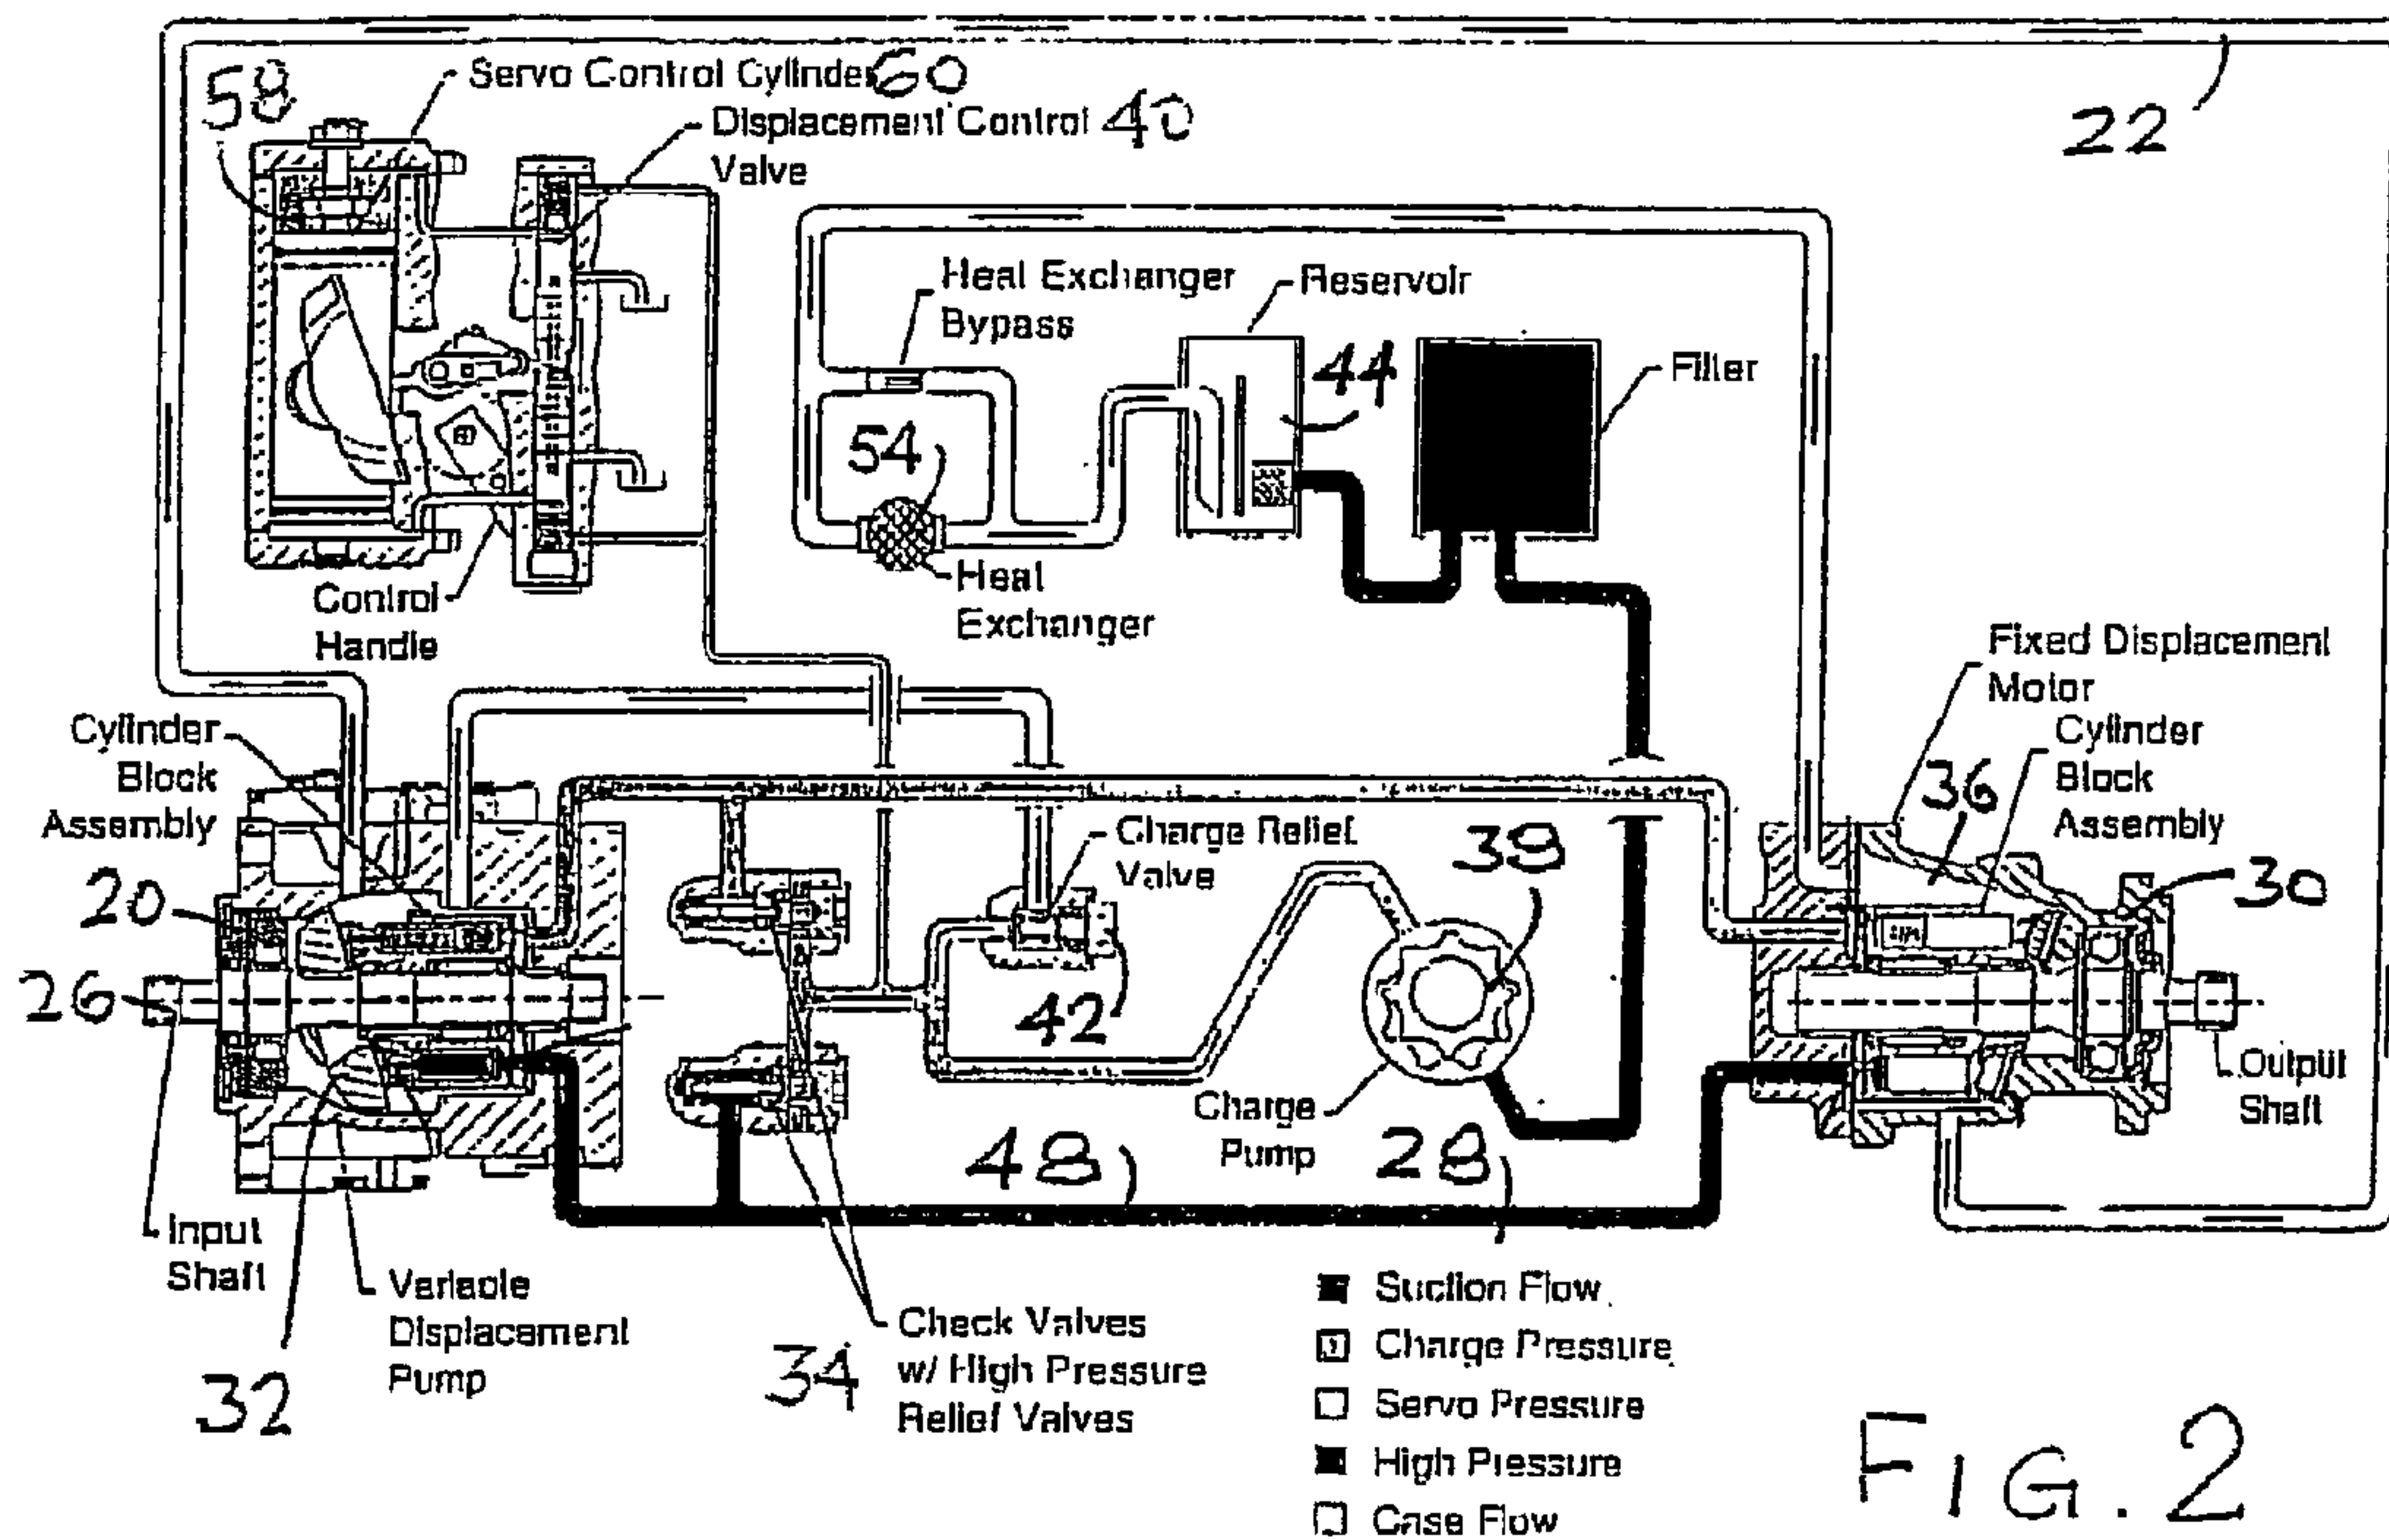 58
Servo Control Cylinder 60
Displacement Control 40
Valve
22
Heat Exchanger
Bypass
Reservoir
44
Filter
54
Heat
Exchanger
Control
Handle
Fixed Displacement
Motor
Cylinder
Block
Assembly
36
Cylinder
Block
Assembly
Charge Relief
Valve
39
20
30
26
42
Output
Shaft
Charge
Pump
48
28
Input
Shaft
Variable
Displacement
Pump
32
34
Check Valves
w/ High Pressure
Relief Valves
Suction Flow
Charge Pressure
Servo Pressure
High Pressure
Case Flow
FIG. 2